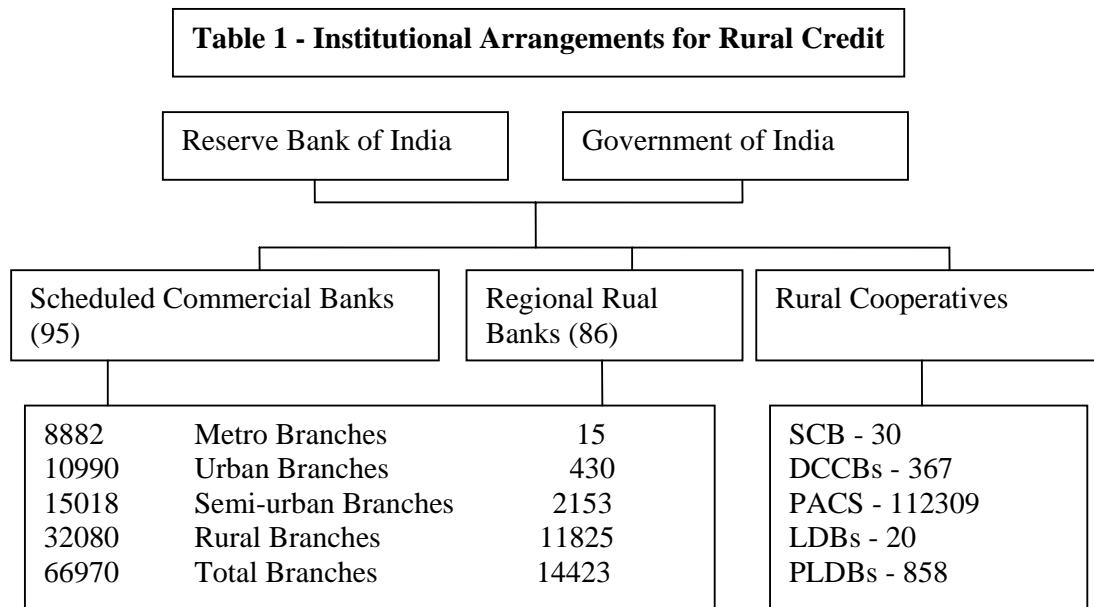 Table 1 - Institutional Arrangements for Rural Credit
Reserve Bank of India
Government of India
Scheduled Commercial Banks
(95)
Regional Rual
Banks (86)
Rural Cooperatives
8882 Metro Branches 15
10990 Urban Branches 430
15018 Semi-urban Branches 2153
32080 Rural Branches 11825
66970 Total Branches 14423
SCB - 30
DCCBs - 367
PACS - 112309
LDBs - 20
PLDBs - 858